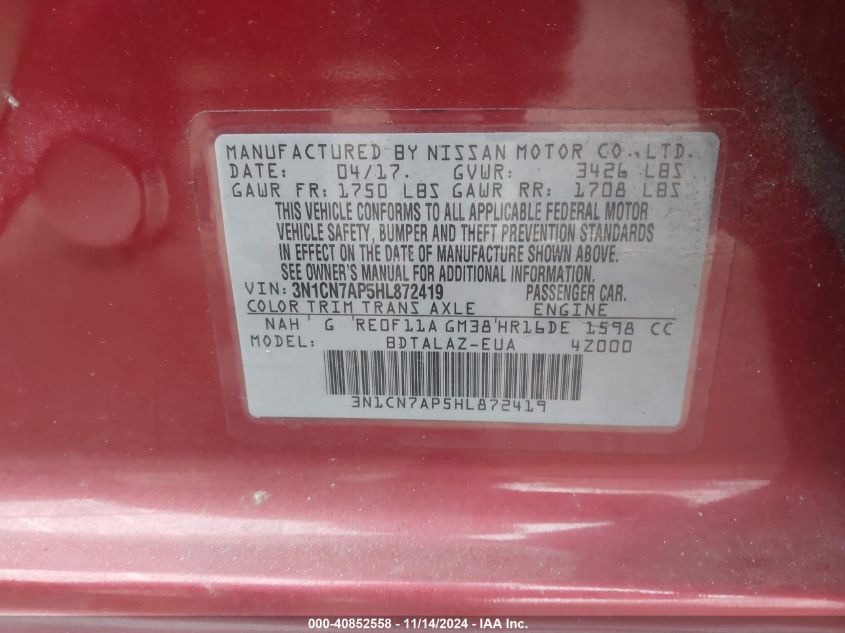 MANUFACTURED BY NISSAN MOTOR CO., LTD.
DATE: 04/17. GVWR: 3426 LBS
GAWR FR: 1750 LBS GAWR RR: 1708 LBS
THIS VEHICLE CONFORMS TO ALL APPLICABLE FEDERAL MOTOR
VEHICLE SAFETY, BUMPER AND THEFT PREVENTION STANDARDS
IN EFFECT ON THE DATE OF MANUFACTURE SHOWN ABOVE.
SEE OWNER'S MANUAL FOR ADDITIONAL INFORMATION.
VIN: 3N1CN7AP5HL872419 PASSENGER CAR.
COLOR TRIM TRANS AXLE ENGINE
NAH ' G 'RE0F11A GM38'HR16DE 1598 CC
MODEL: BDTALAZ-EUA 4Z000
3N1CN7AP5HL872419
000-40852558 - 11/14/2024 - IAA Inc.